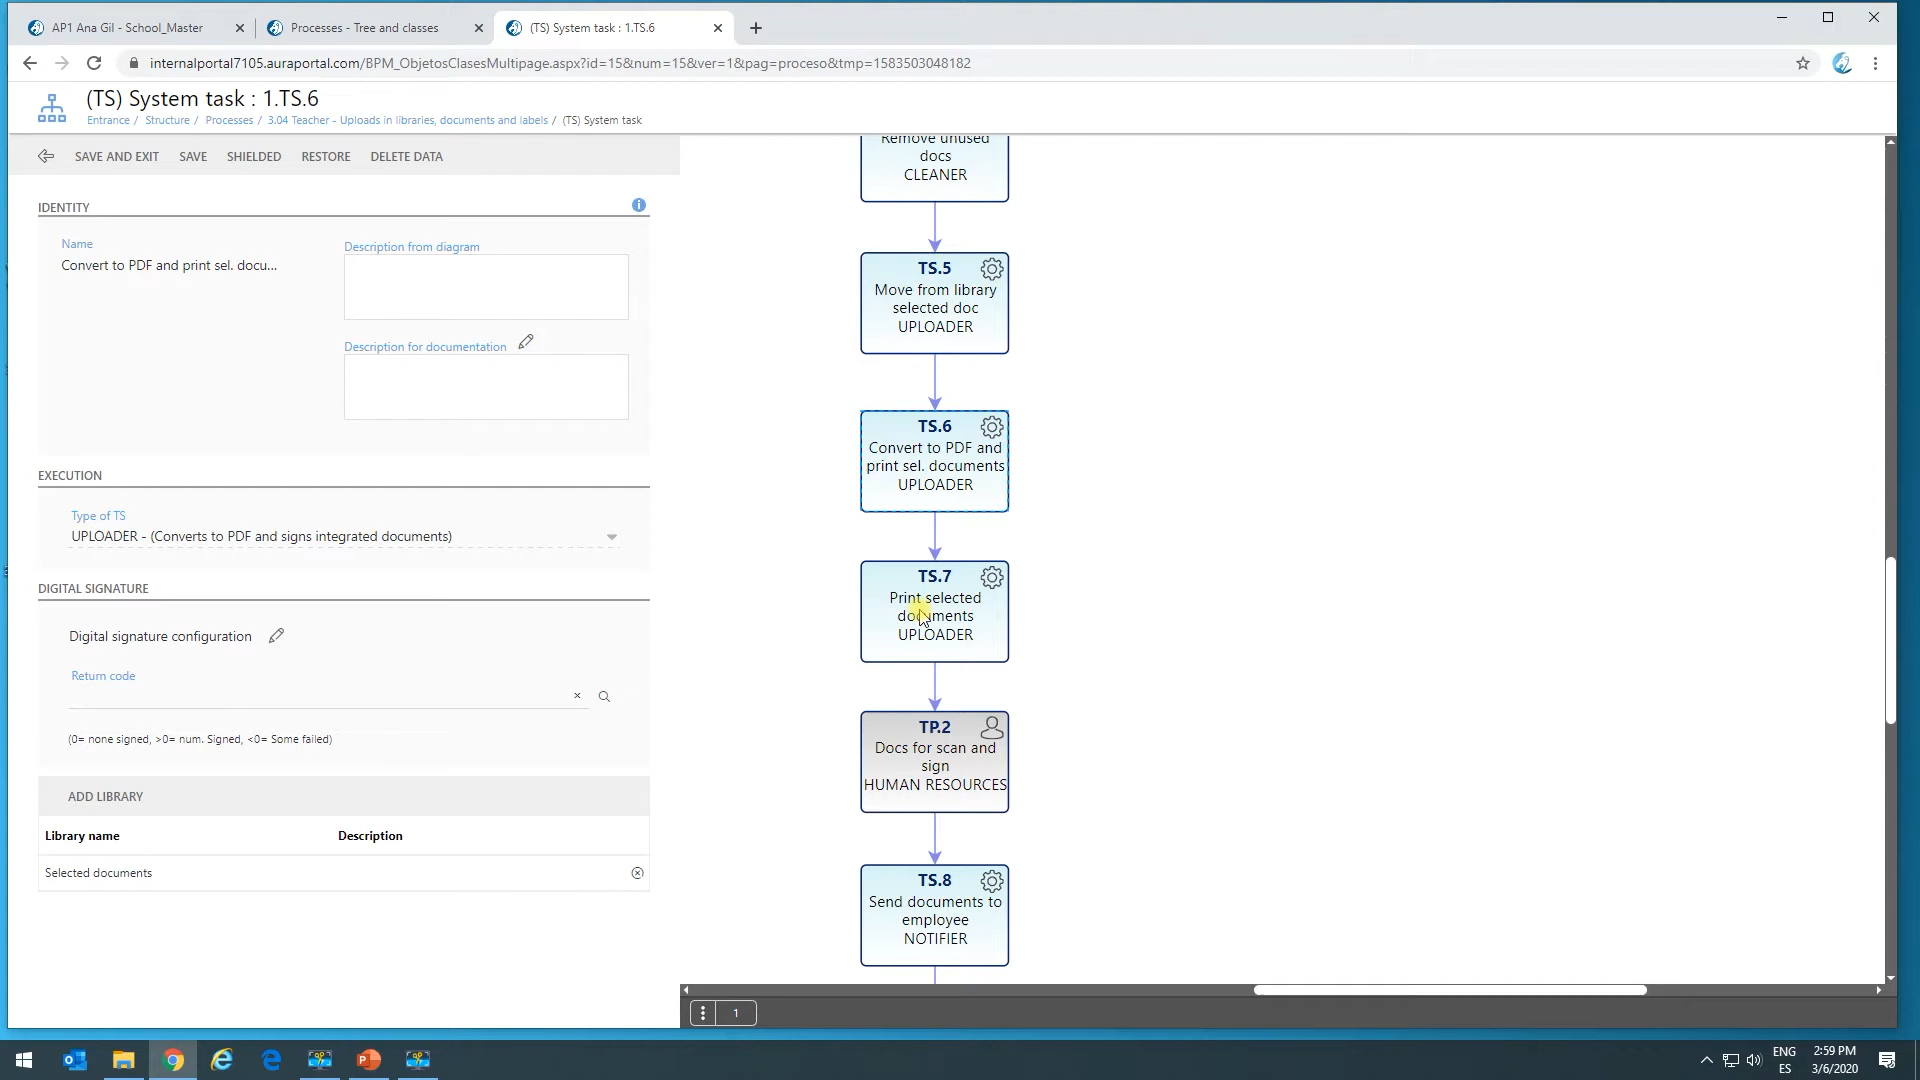 AP1 Ana Gil - School_Master
Processes - Tree and classes
(TS) System task : 1.TS.6
internalportal7105.auraportal.com/BPM_ObjetosClasesMultipage.aspx?id=15&num=15&ver=1&pag=proceso&tmp=1583503048182
(TS) System task : 1.TS.6
Entrance / Structure / Processes / 3.04 Teacher - Uploads in libraries, documents and labels / (TS) System task
SAVE AND EXIT SAVE SHIELDED RESTORE DELETE DATA
IDENTITY
Name
Convert to PDF and print sel. docu...
Description from diagram
Description for documentation
EXECUTION
Type of TS
UPLOADER - (Converts to PDF and signs integrated documents)
DIGITAL SIGNATURE
Digital signature configuration
Return code
(0= none signed, >0= num. Signed, <0= Some failed)
ADD LIBRARY
Library name Description
Selected documents
Remove unused
docs
CLEANER
TS.5
Move from library
selected doc
UPLOADER
TS.6
Convert to PDF and
print sel. documents
UPLOADER
TS.7
Print selected
documents
UPLOADER
TP.2
Docs for scan and
sign
HUMAN RESOURCES
TS.8
Send documents to
employee
NOTIFIER
1
ENG
ES
2:59 PM
3/6/2020